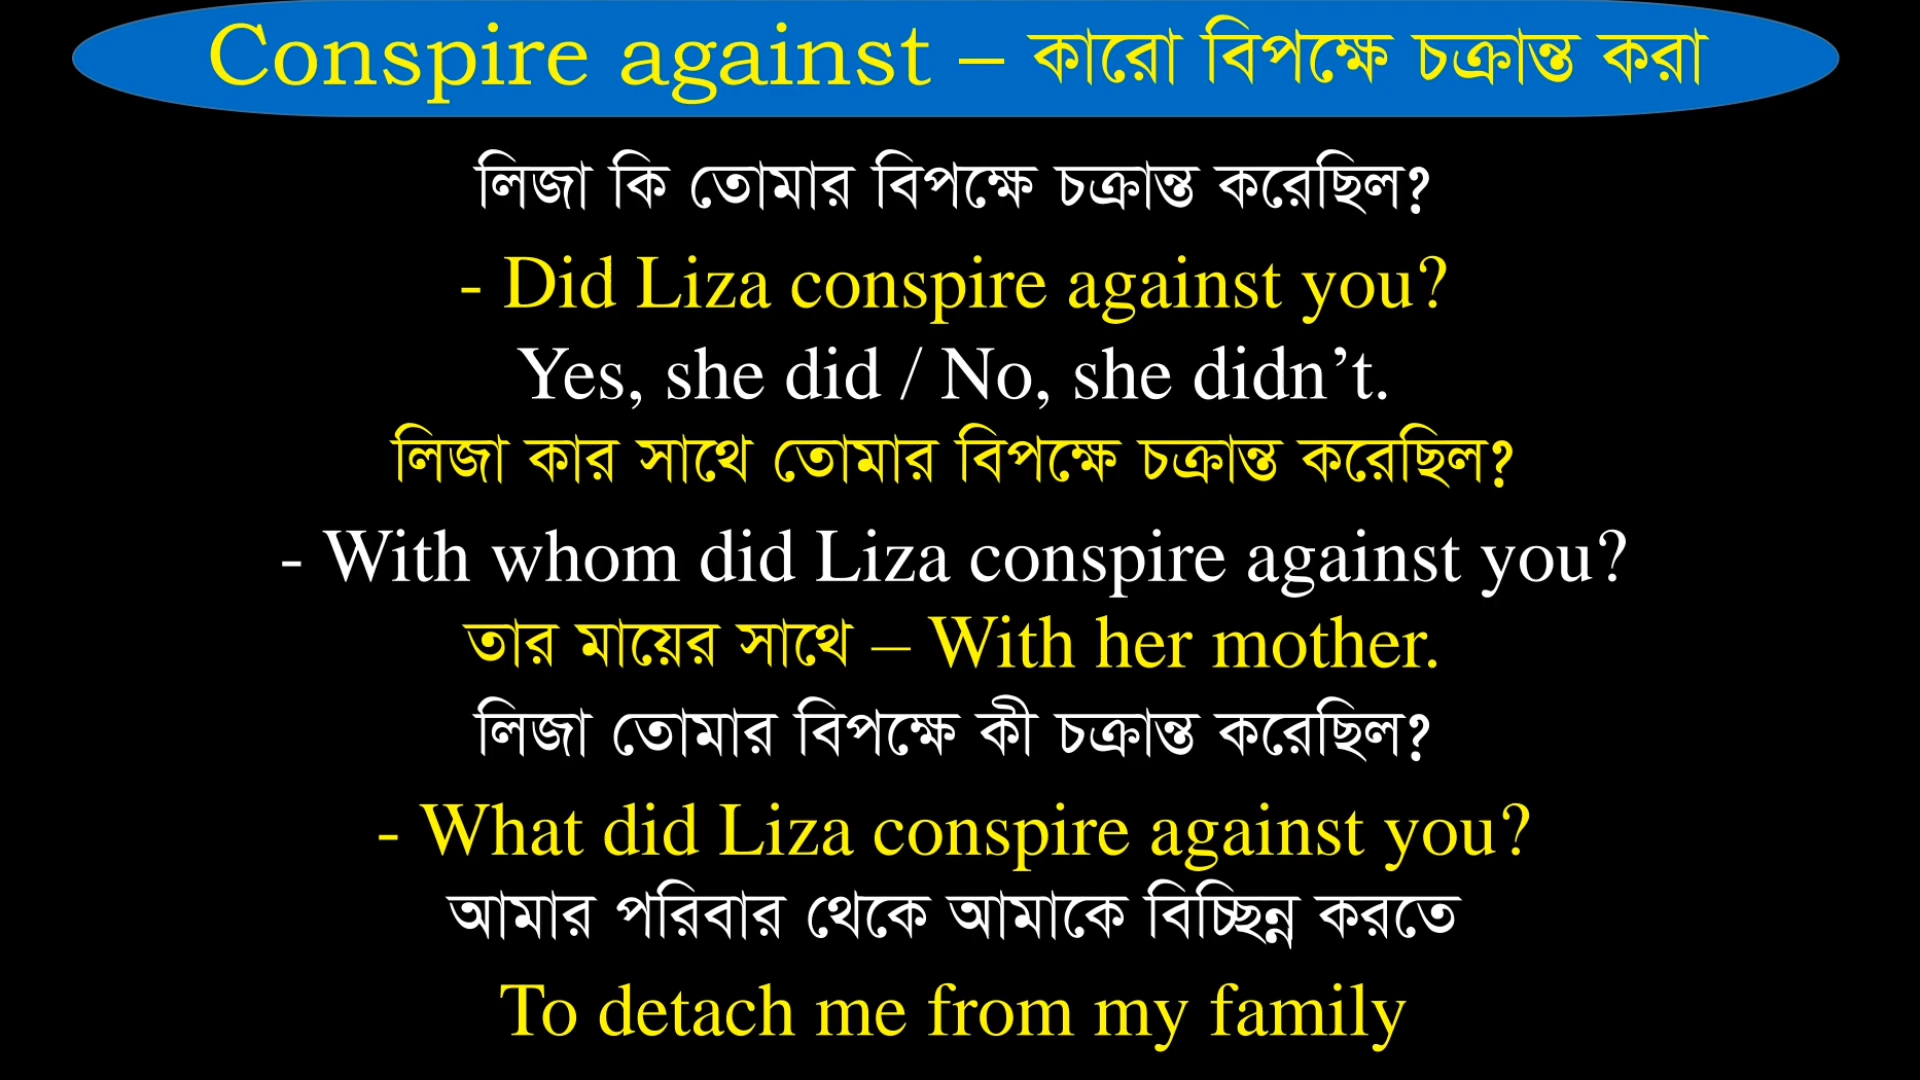 Conspire against – কারো বিপক্ষে চক্রান্ত করা
লিজা কি তোমার বিপক্ষে চক্রান্ত করেছিল?
- Did Liza conspire against you?
Yes, she did / No, she didn’t.
লিজা কার সাথে তোমার বিপক্ষে চক্রান্ত করেছিল?
- With whom did Liza conspire against you?
তার মায়ের সাথে – With her mother.
লিজা তোমার বিপক্ষে কী চক্রান্ত করেছিল?
- What did Liza conspire against you?
আমার পরিবার থেকে আমাকে বিচ্ছিন্ন করতে
To detach me from my family